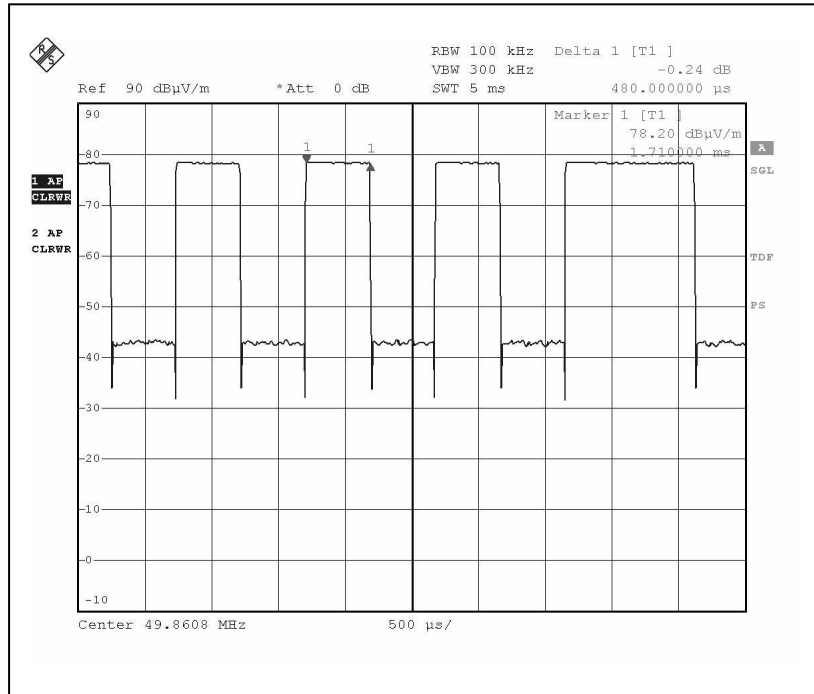 R
S
RBW 100 kHz Delta 1 [T1 ]
VBW 300 kHz -0.24 dB
Ref 90 dBµV/m *Att 0 dB SWT 5 ms 480.000000 µs
90 Marker 1 [T1 ]
78.20 dBµV/m
1.710000 ms
1 1
A
SGL
80
1 AP
CLRWR
70
2 AP
CLRWR
60
TDF
50
PS
40
30
20
10
0
-10
Center 49.8608 MHz 500 µs/